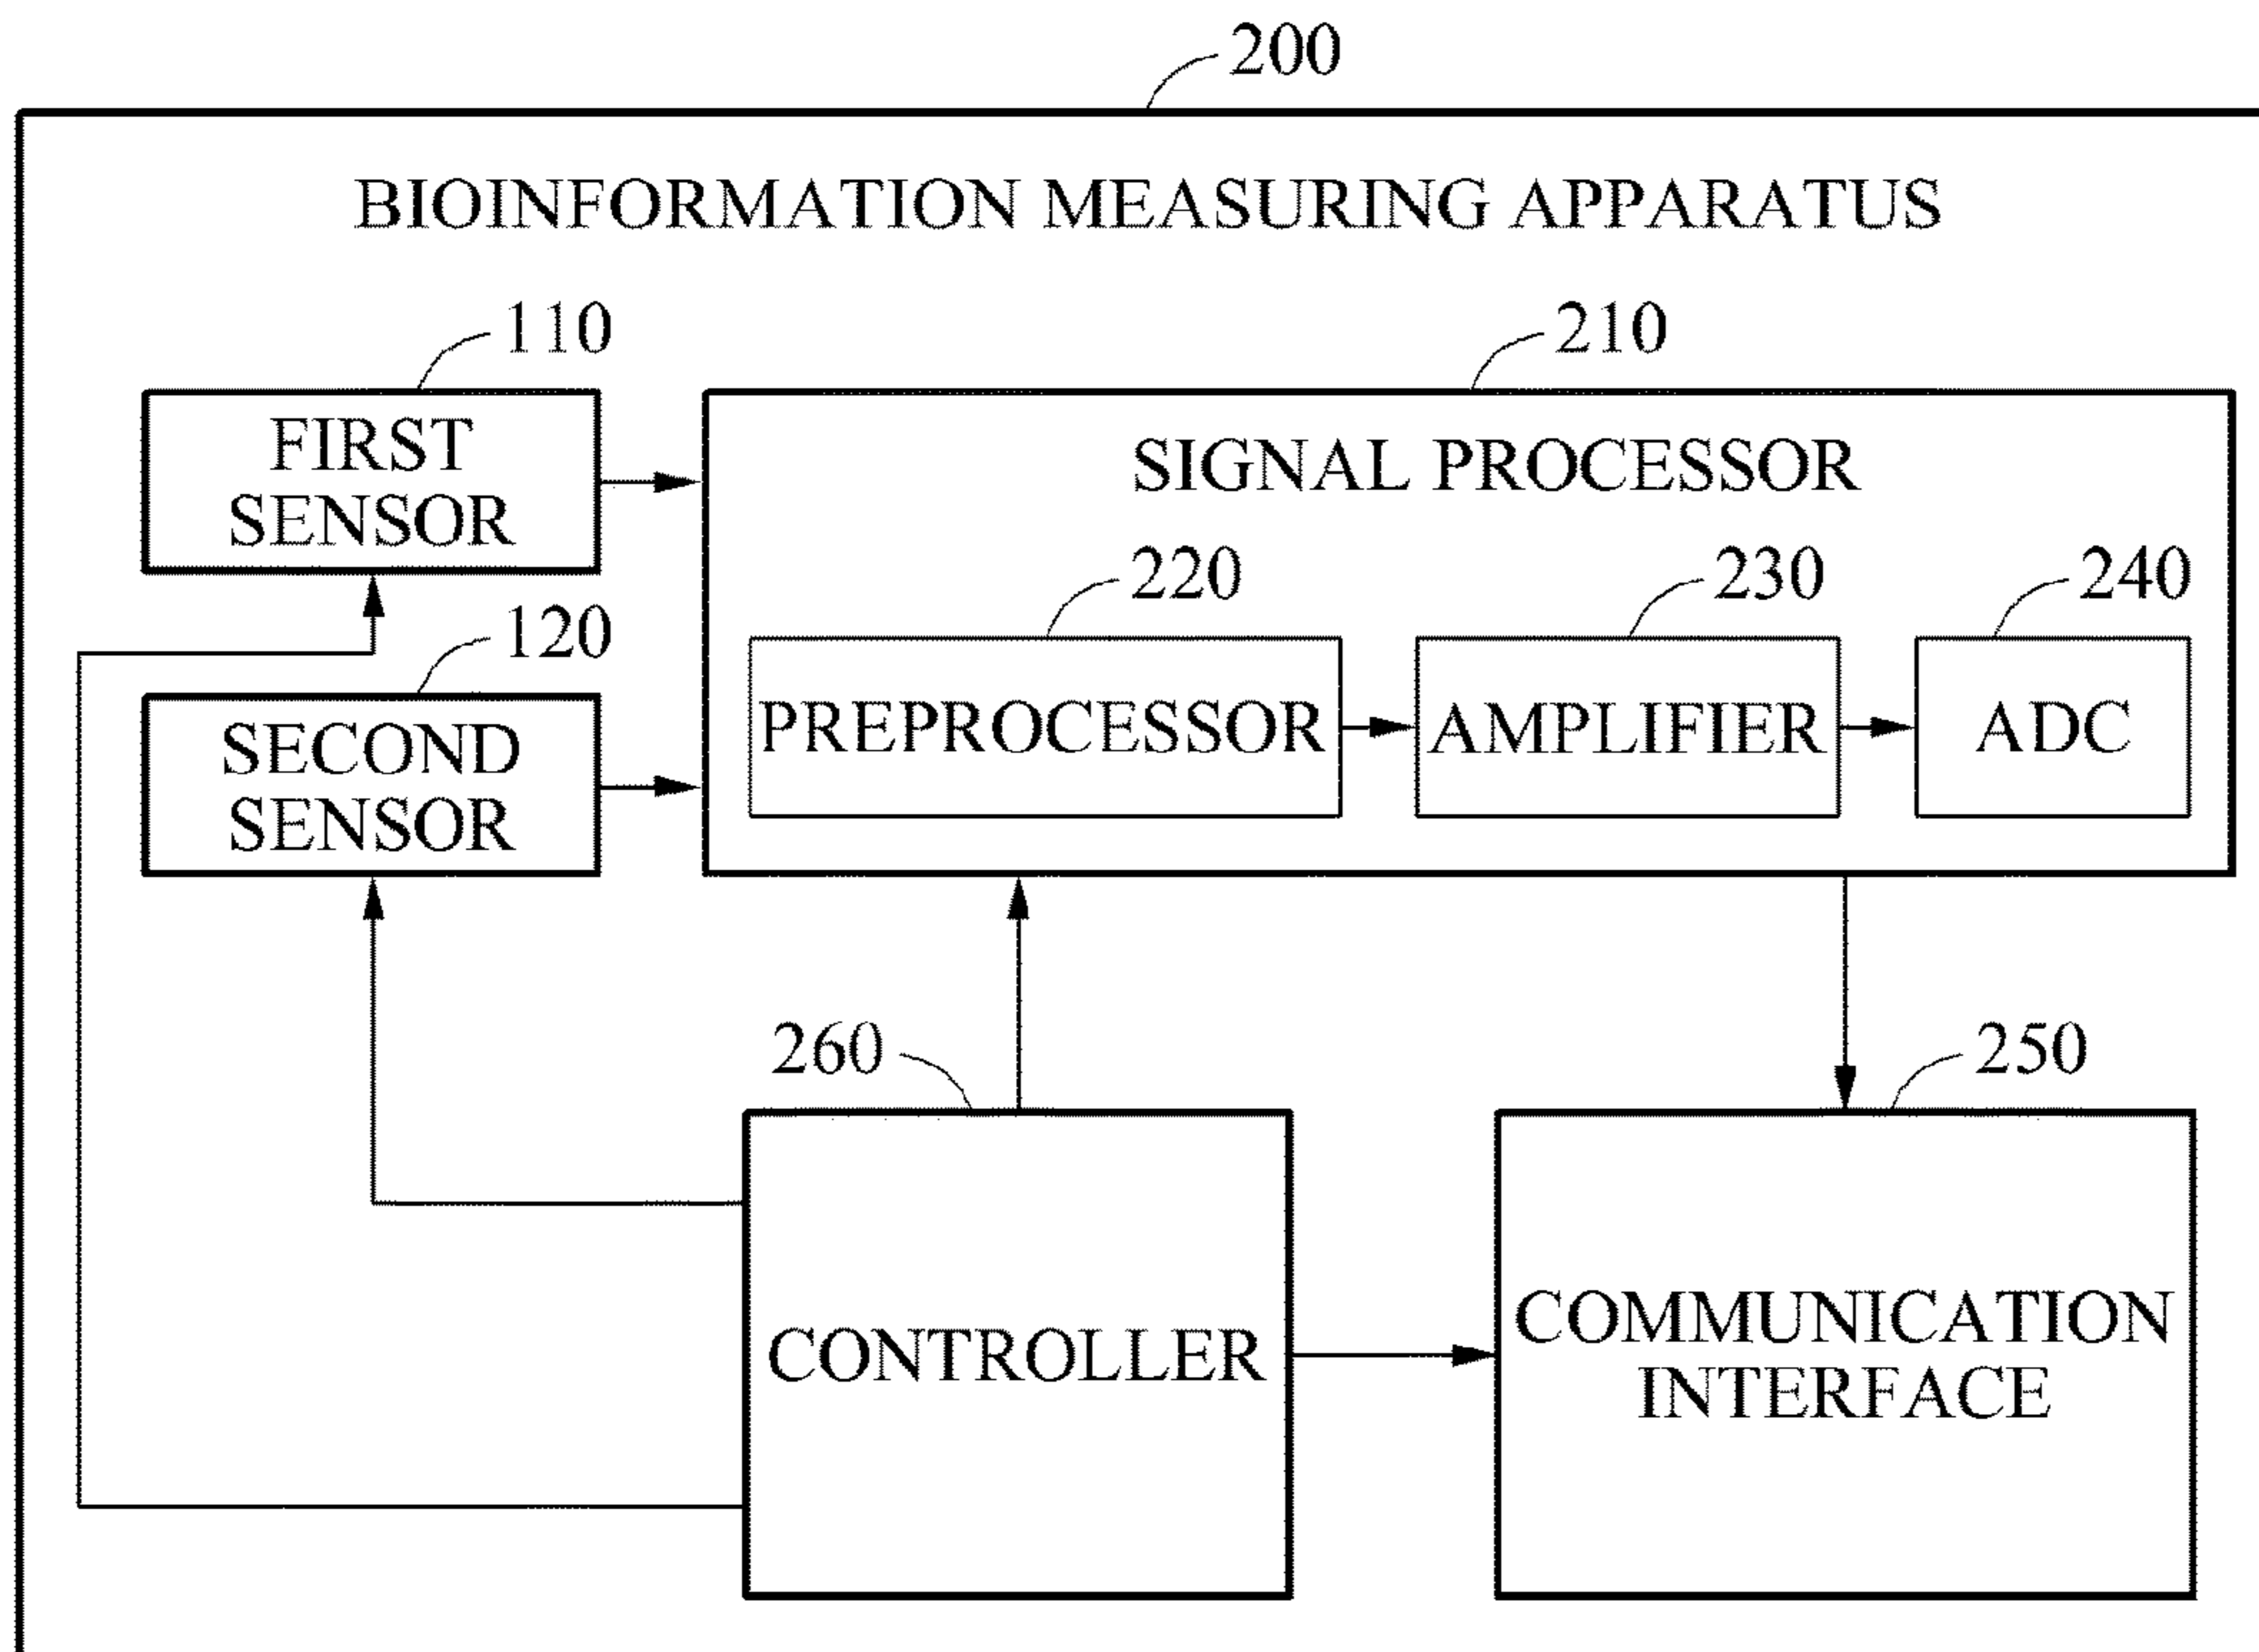 200
BIOINFORMATION MEASURING APPARATUS
110
FIRST
SENSOR
210
SIGNAL PROCESSOR
220
PREPROCESSOR
230
AMPLIFIER
240
ADC
120
SECOND
SENSOR
260
CONTROLLER
250
COMMUNICATION
INTERFACE